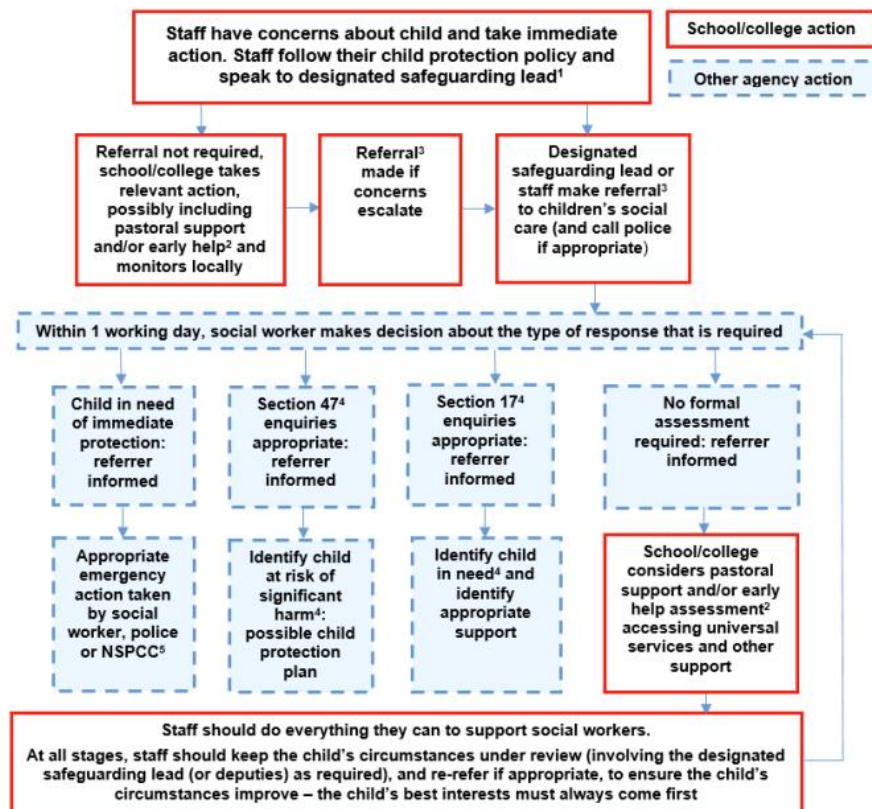 Staff have concerns about child and take immediate
action. Staff follow their child protection policy and
speak to designated safeguarding lead¹
School/college action
Other agency action
Referral not required,
school/college takes
relevant action,
possibly including
pastoral support
and/or early help² and
monitors locally
Referral³
made if
concerns
escalate
Designated
safeguarding lead or
staff make referral³
to children’s social
care (and call police
if appropriate)
Within 1 working day, social worker makes decision about the type of response that is required
Child in need
of immediate
protection:
referrer
informed
Section 47⁴
enquiries
appropriate:
referrer
informed
Section 17⁴
enquiries
appropriate:
referrer
informed
No formal
assessment
required: referrer
informed
Appropriate
emergency
action taken
by social
worker, police
or NSPCC⁵
Identify child
at risk of
significant
harm⁴:
possible child
protection
plan
Identify child
in need⁴ and
identify
appropriate
support
School/college
considers pastoral
support and/or early
help assessment²
accessing universal
services and other
support
Staff should do everything they can to support social workers.
At all stages, staff should keep the child’s circumstances under review (involving the designated
safeguarding lead (or deputies) as required), and re-refer if appropriate, to ensure the child’s
circumstances improve – the child’s best interests must always come first